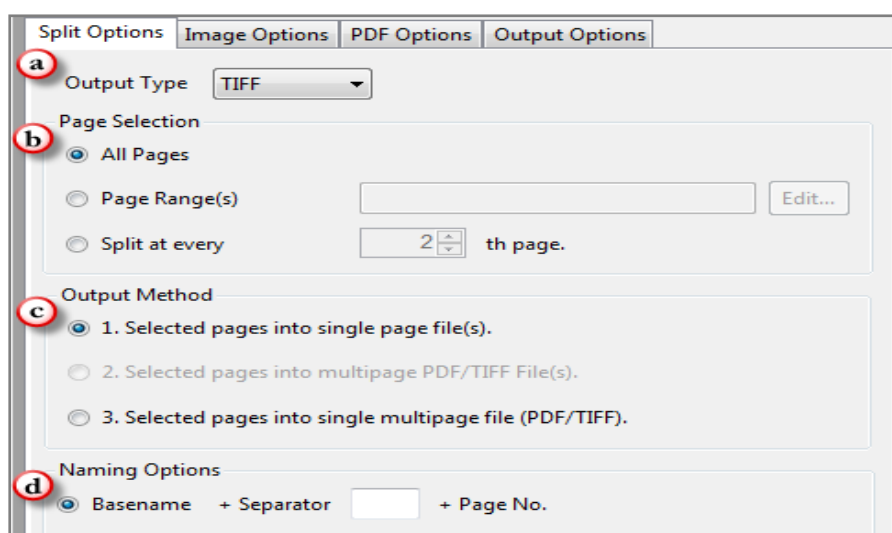 Split Options Image Options PDF Options Output Options
a
Output Type TIFF
Page Selection
b
All Pages
Page Range(s) Edit...
Split at every 2 th page.
Output Method
c
1. Selected pages into single page file(s).
2. Selected pages into multipage PDF/TIFF File(s).
3. Selected pages into single multipage file (PDF/TIFF).
Naming Options
d
Basename + Separator + Page No.